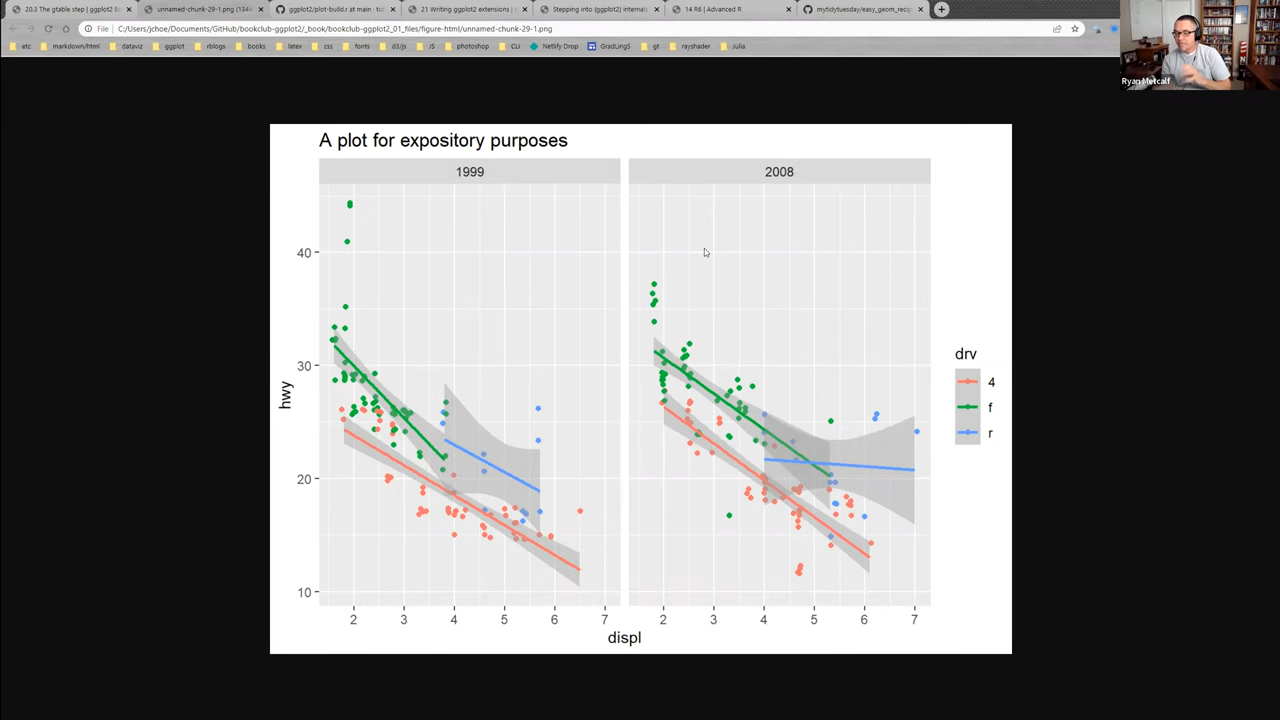 20.3 The gtable step | ggplot2 B
unnamed-chunk-29-1.png (134
ggplot2/plot-build.r at main · tid
21 Writing ggplot2 extensions |
Stepping into {ggplot2} internals
14 R6 | Advanced R
mytidytuesday/easy_geom_recip
File C:/Users/jchoe/Documents/GitHub/bookclub-ggplot2/_book/bookclub-ggplot2_01_files/figure-html/unnamed-chunk-29-1.png
etc markdown/html dataviz ggplot rblogs books latex css fonts d3/js JS photoshop CLI Netlify Drop GradLingS gt rayshader Julia
Ryan Metcalf
A plot for expository purposes
1999 2008
40
30
20
10
hwy
2 3 4 5 6 7 2 3 4 5 6 7
displ
drv
4
f
r